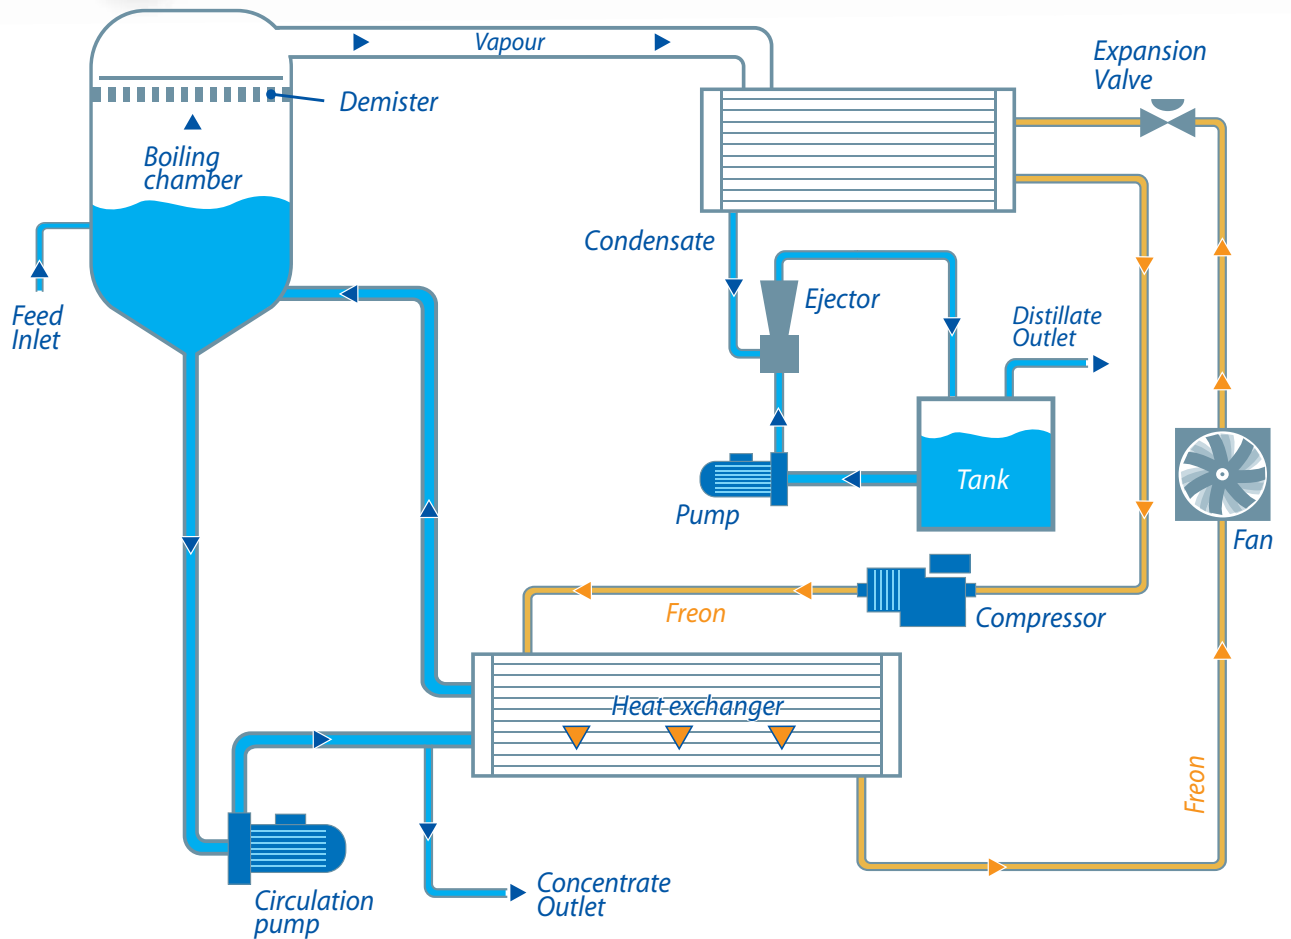 Vapour
Expansion
Valve
Demister
Boiling
chamber
Condensate
Ejector
Feed
Inlet
Distillate
Outlet
Tank
Pump
Fan
Freon
Compressor
Heat exchanger
Freon
Concentrate
Outlet
Circulation
pump